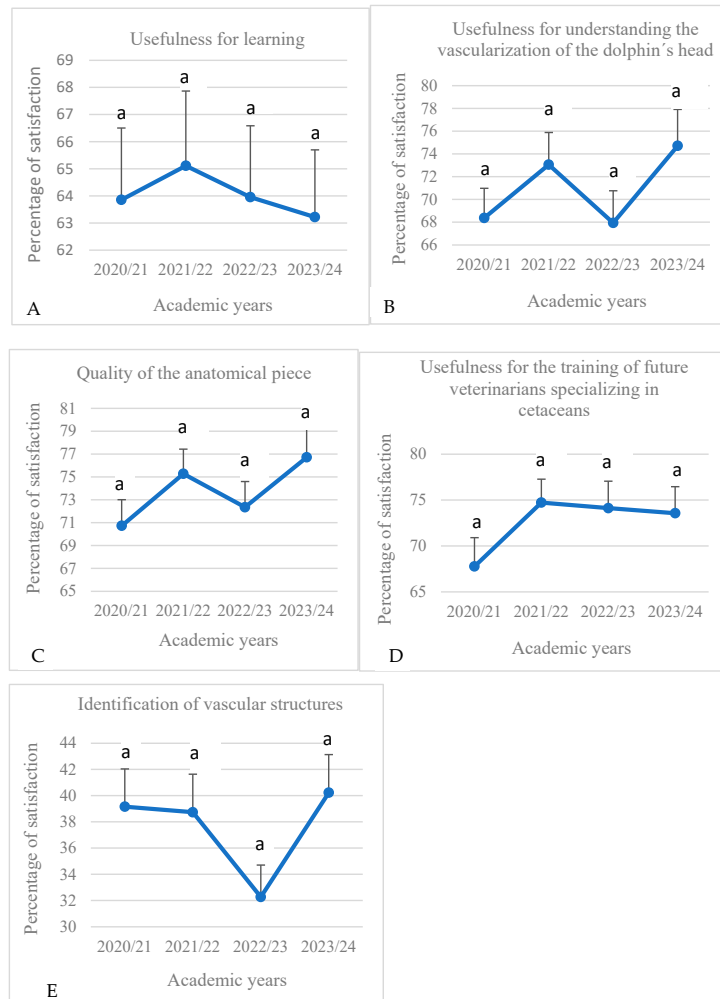 Usefulness for learning
Percentage of satisfaction
69
68
67
66
65
64
63
62
a
a
a
a
2020/21 2021/22 2022/23 2023/24
Academic years
A
Usefulness for understanding the
vascularization of the dolphin´s head
Percentage of satisfaction
80
78
76
74
72
70
68
66
a
a
a
a
2020/21 2021/22 2022/23 2023/24
Academic years
B
Quality of the anatomical piece
Percentage of satisfaction
81
79
77
75
73
71
69
67
65
a
a
a
a
2020/21 2021/22 2022/23 2023/24
Academic years
C
Usefulness for the training of future
veterinarians specializing in
cetaceans
Percentage of satisfaction
80
75
70
65
a
a
a
a
2020/21 2021/22 2022/23 2023/24
Academic years
D
Identification of vascular structures
Percentage of satisfaction
44
42
40
38
36
34
32
30
a
a
a
a
2020/21 2021/22 2022/23 2023/24
Academic years
E